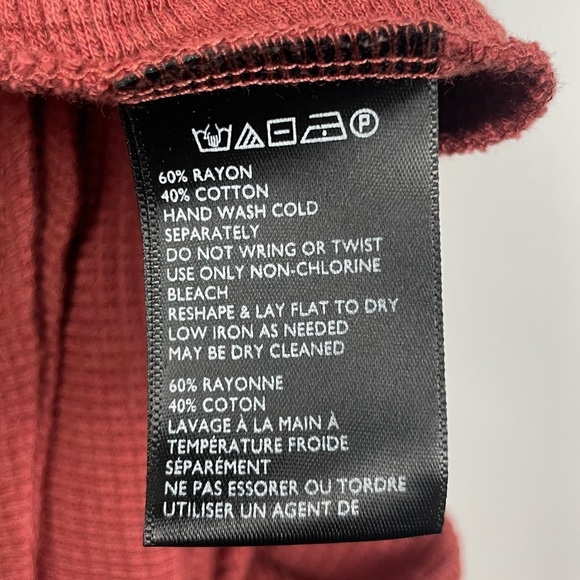 60% RAYON
40% COTTON
HAND WASH COLD
SEPARATELY
DO NOT WRING OR TWIST
USE ONLY NON-CHLORINE
BLEACH
RESHAPE & LAY FLAT TO DRY
LOW IRON AS NEEDED
MAY BE DRY CLEANED
60% RAYONNE
40% COTON
LAVAGE À LA MAIN À
TEMPÉRATURE FROIDE
SÉPARÉMENT
NE PAS ESSORER OU TORDRE
UTILISER UN AGENT DE